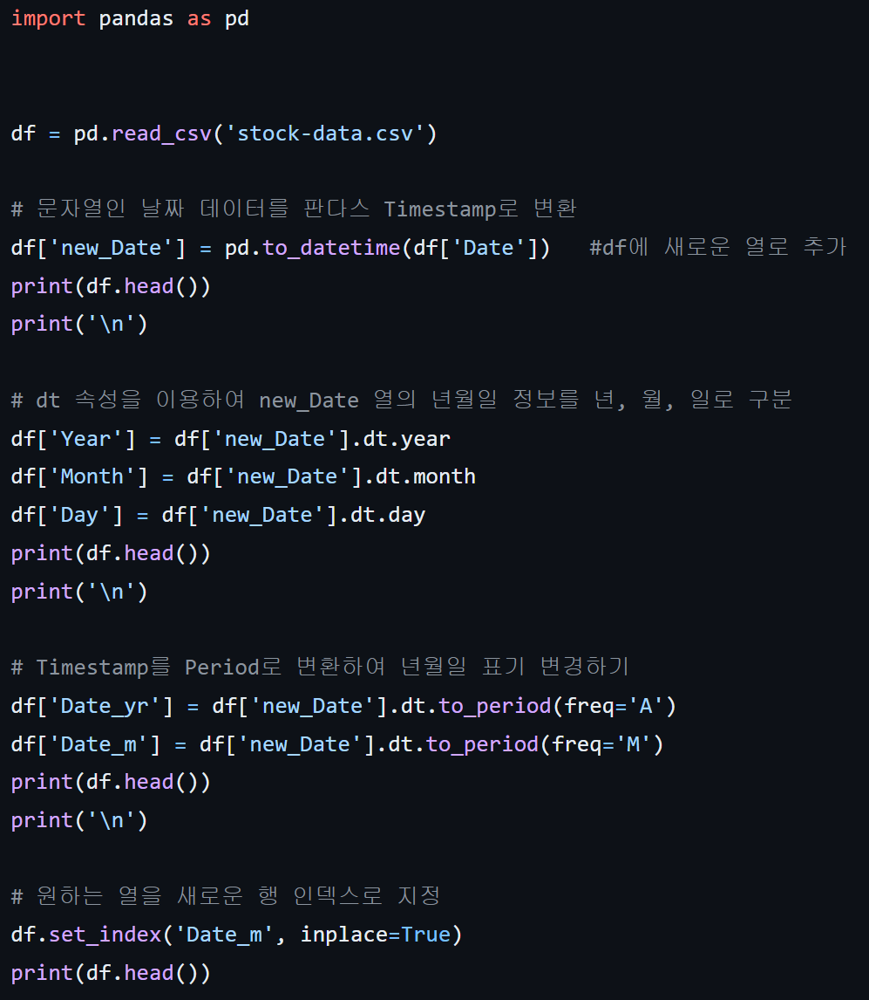 import pandas as pd
df = pd.read_csv('stock-data.csv')
# 문자열인 날짜 데이터를 판다스 Timestamp로 변환
df['new_Date'] = pd.to_datetime(df['Date'])   #df에 새로운 열로 추가
print(df.head())
print('\n')
# dt 속성을 이용하여 new_Date 열의 년월일 정보를 년, 월, 일로 구분
df['Year'] = df['new_Date'].dt.year
df['Month'] = df['new_Date'].dt.month
df['Day'] = df['new_Date'].dt.day
print(df.head())
print('\n')
# Timestamp를 Period로 변환하여 년월일 표기 변경하기
df['Date_yr'] = df['new_Date'].dt.to_period(freq='A')
df['Date_m'] = df['new_Date'].dt.to_period(freq='M')
print(df.head())
print('\n')
# 원하는 열을 새로운 행 인덱스로 지정
df.set_index('Date_m', inplace=True)
print(df.head())